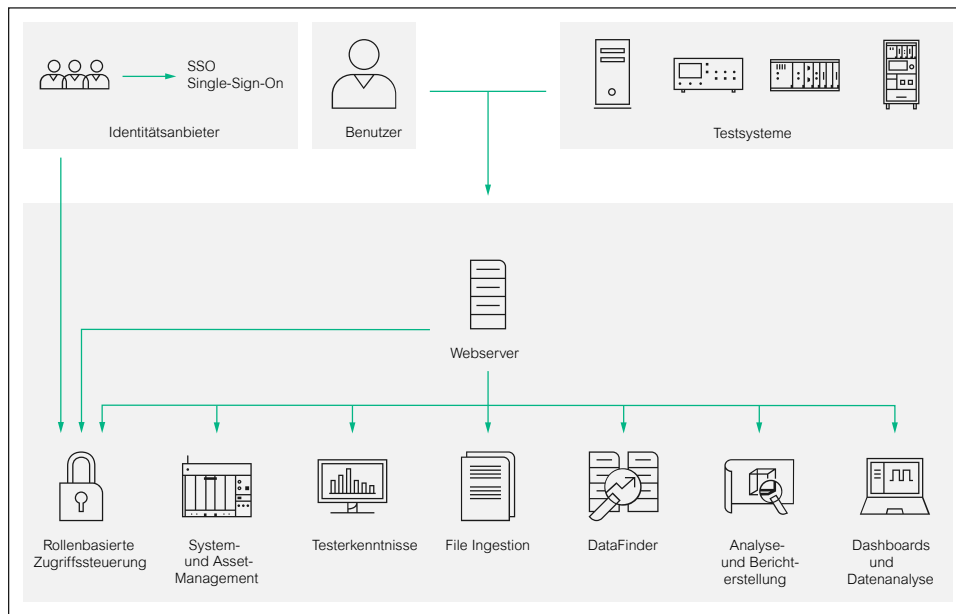 SSO
Single-Sign-On
Identitätsanbieter
Benutzer
Testsysteme
Webserver
Rollenbasierte
Zugriffssteuerung
System-
und Asset-
Management
Testerkenntnisse
File Ingestion
DataFinder
Analyse-
und Bericht-
erstellung
Dashboards
und
Datenanalyse